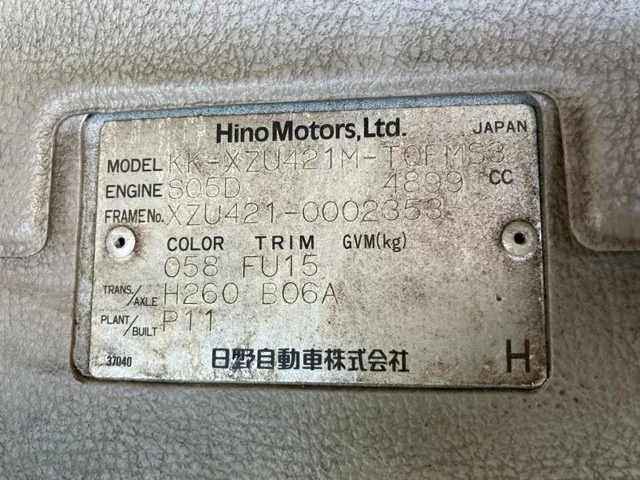 Hino Motors, Ltd. JAPAN
MODEL KK-XZU421M-TQFMS3
ENGINE S05D 4899 CC
FRAME No. XZU421-0002353
COLOR TRIM GVM(kg)
058 FU15
TRANS./AXLE H260 B06A
PLANT/BUILT P11
37040 日野自動車株式会社 H